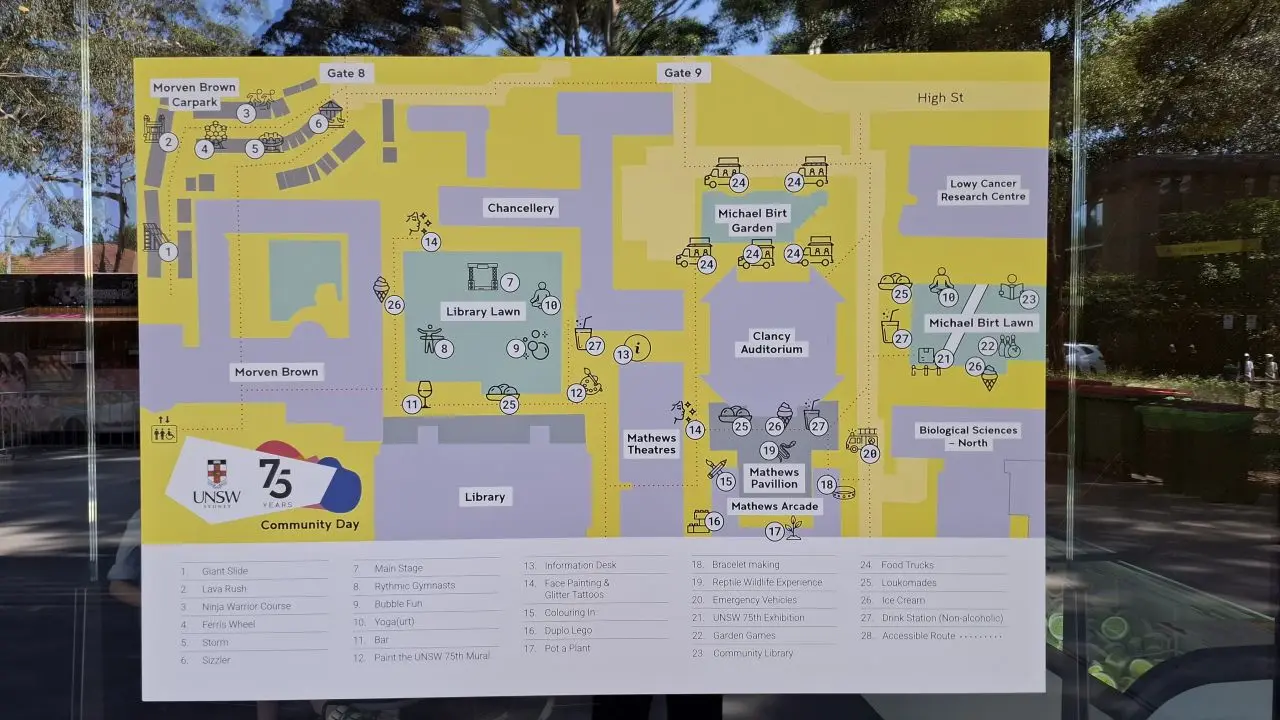 Gate 8
Gate 9
Morven Brown
Carpark
High St
3
6
2
4
5
1
24
24
Lowy Cancer
Research Centre
Chancellery
Michael Birt
Garden
14
24
24
24
7
26
10
25
10
23
Library Lawn
Michael Birt Lawn
8
9
27
13
i
Clancy
Auditorium
27
22
21
26
Morven Brown
11
25
12
14
25
26
27
Mathews
Theatres
19
20
Biological Sciences
– North
Mathews
Pavillion
15
18
Library
Mathews Arcade
16
17
UNSW
SYDNEY
75
YEARS
Community Day
1. Giant Slide
2. Lava Rush
3 Ninja Warrior Course
4. Ferris Wheel
5. Storm
6. Sizzler
7. Main Stage
8. Rythmic Gymnasts
9. Bubble Fun
10. Yoga(urt)
11. Bar
12. Paint the UNSW 75th Mural
13. Information Desk
14. Face Painting &
Glitter Tattoos
15 Colouring In
16. Duplo Lego
17. Pot a Plant
18. Bracelet making
19. Reptile Wildlife Experience
20. Emergency Vehicles
21. UNSW 75th Exhibition
22. Garden Games
23. Community Library
24. Food Trucks
25. Loukomades
26. Ice Cream
27. Drink Station (Non-alcoholic)
28. Accessible Route ·········